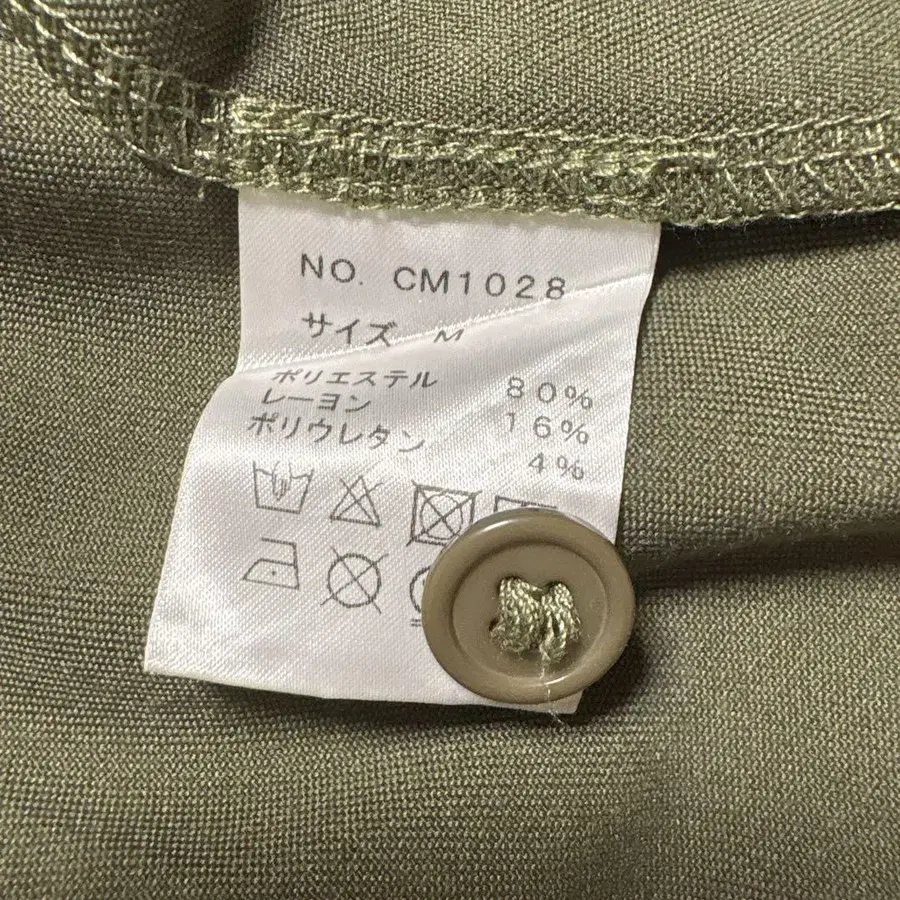 NO. CM1028
サイズ M
ポリエステル 80%
レーヨン 16%
ポリウレタン 4%